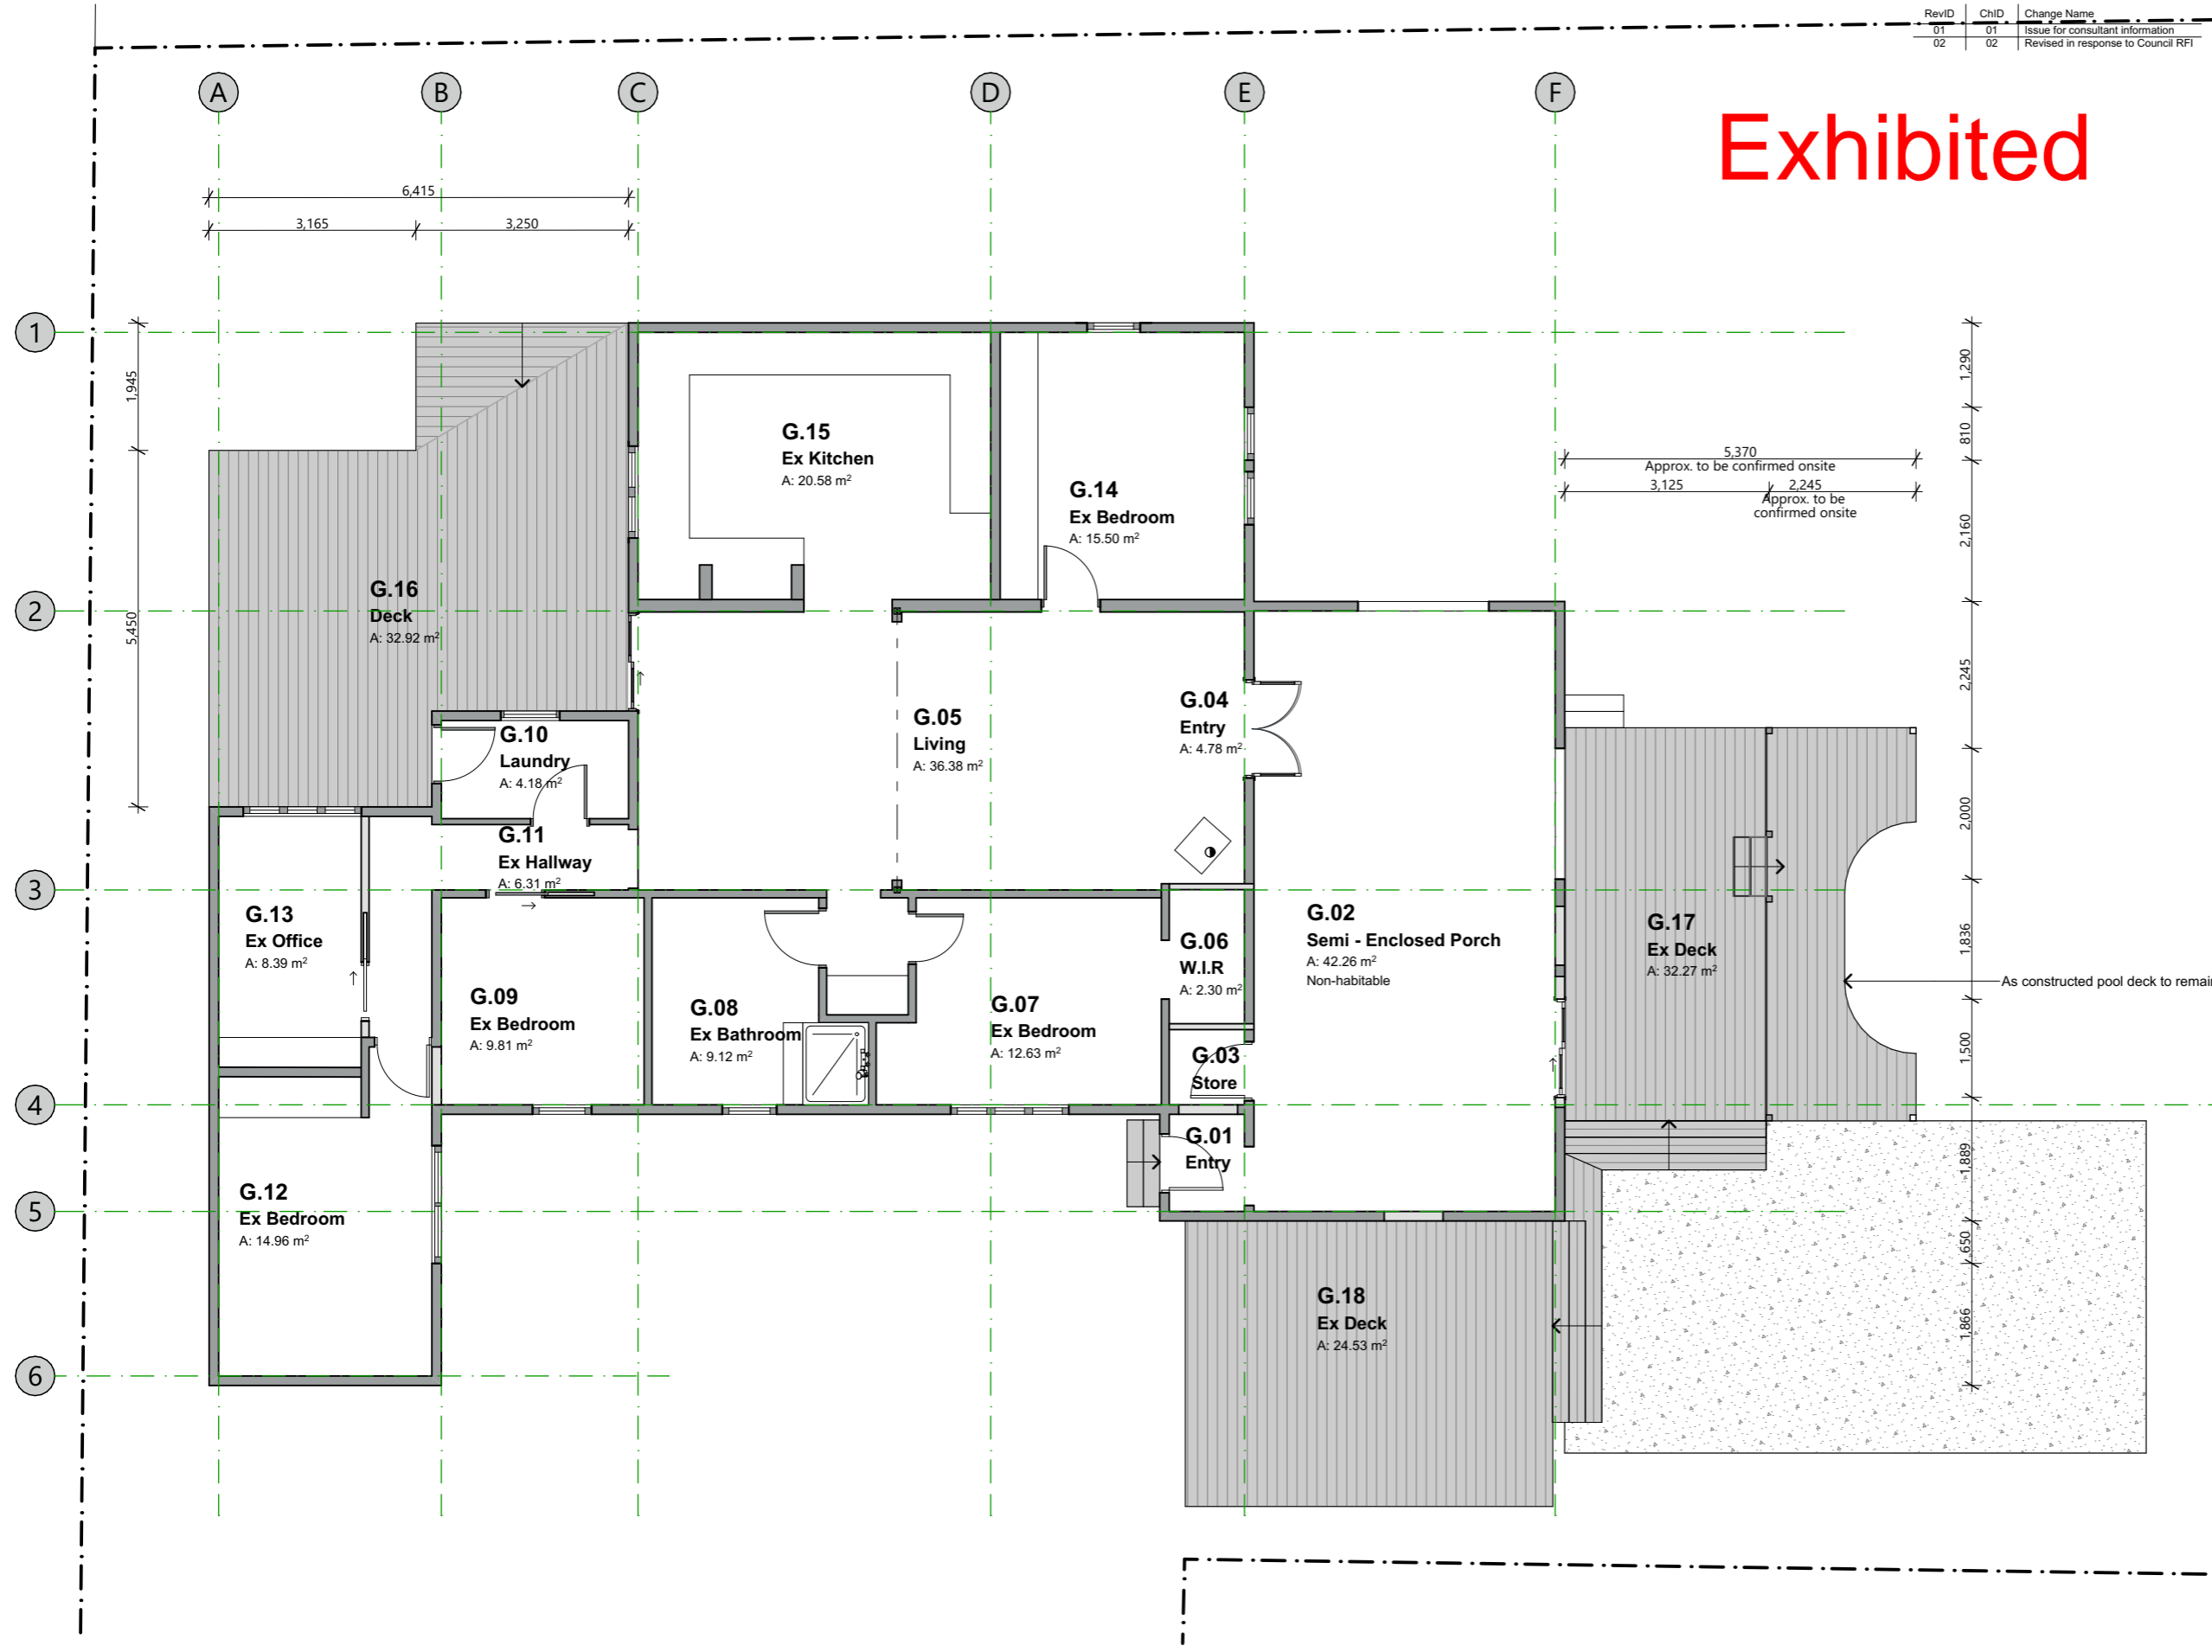 RevID ChID Change Name
01 01 Issue for consultant information
02 02 Revised in response to Council RFI
A B C D E F
Exhibited
6,415
3,165 3,250
1
1,945
1,290
810
G.15
Ex Kitchen
A: 20.58 m²
5,370
Approx. to be confirmed onsite
3,125 2,245
Approx. to be
confirmed onsite
G.14
Ex Bedroom
A: 15.50 m²
2,160
2
G.16
Deck
A: 32.92 m²
5,450
2,245
G.05
Living
A: 36.38 m²
G.04
Entry
A: 4.78 m²
G.10
Laundry
A: 4.18 m²
2,000
G.11
Ex Hallway
A: 6.31 m²
3
G.13
Ex Office
A: 8.39 m²
G.02
Semi - Enclosed Porch
A: 42.26 m²
Non-habitable
G.17
Ex Deck
A: 32.27 m²
1,836
G.06
W.I.R
A: 2.30 m²
As constructed pool deck to remain
G.09
Ex Bedroom
A: 9.81 m²
G.08
Ex Bathroom
A: 9.12 m²
G.07
Ex Bedroom
A: 12.63 m²
1,500
G.03
Store
4
G.01
Entry
1,889
G.12
Ex Bedroom
A: 14.96 m²
5
650
G.18
Ex Deck
A: 24.53 m²
1,866
6